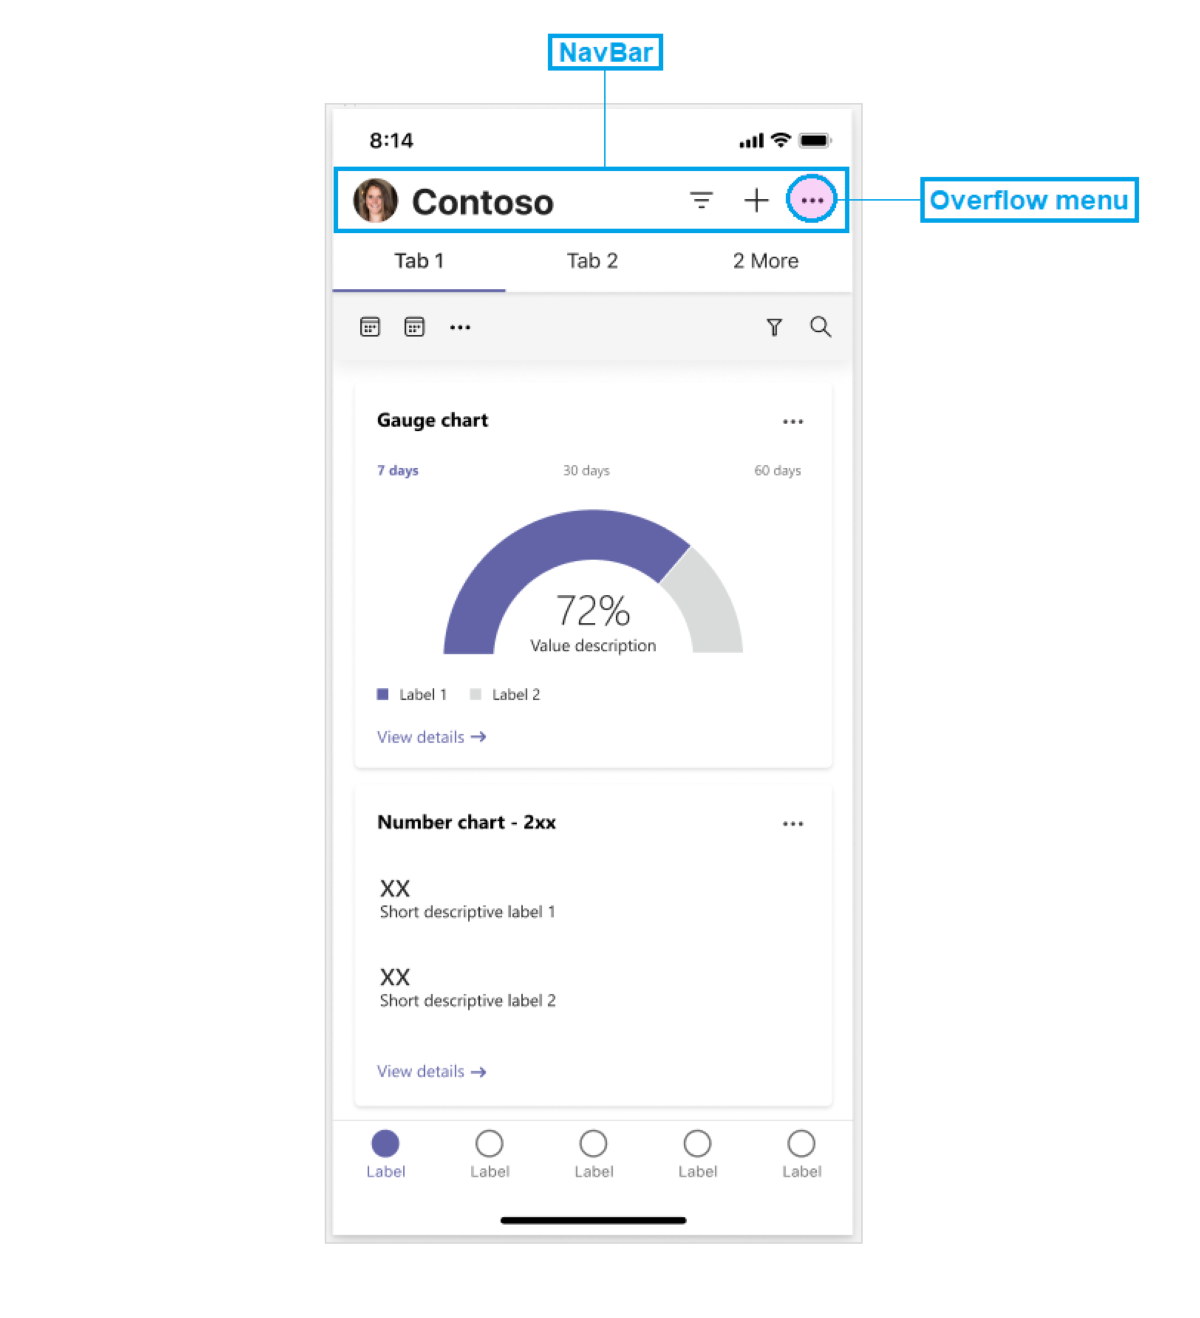 NavBar
8:14
Contoso
Overflow menu
Tab 1 Tab 2 2 More
Gauge chart
7 days 30 days 60 days
72%
Value description
Label 1 Label 2
View details →
Number chart - 2xx
XX
Short descriptive label 1
XX
Short descriptive label 2
View details →
Label Label Label Label Label